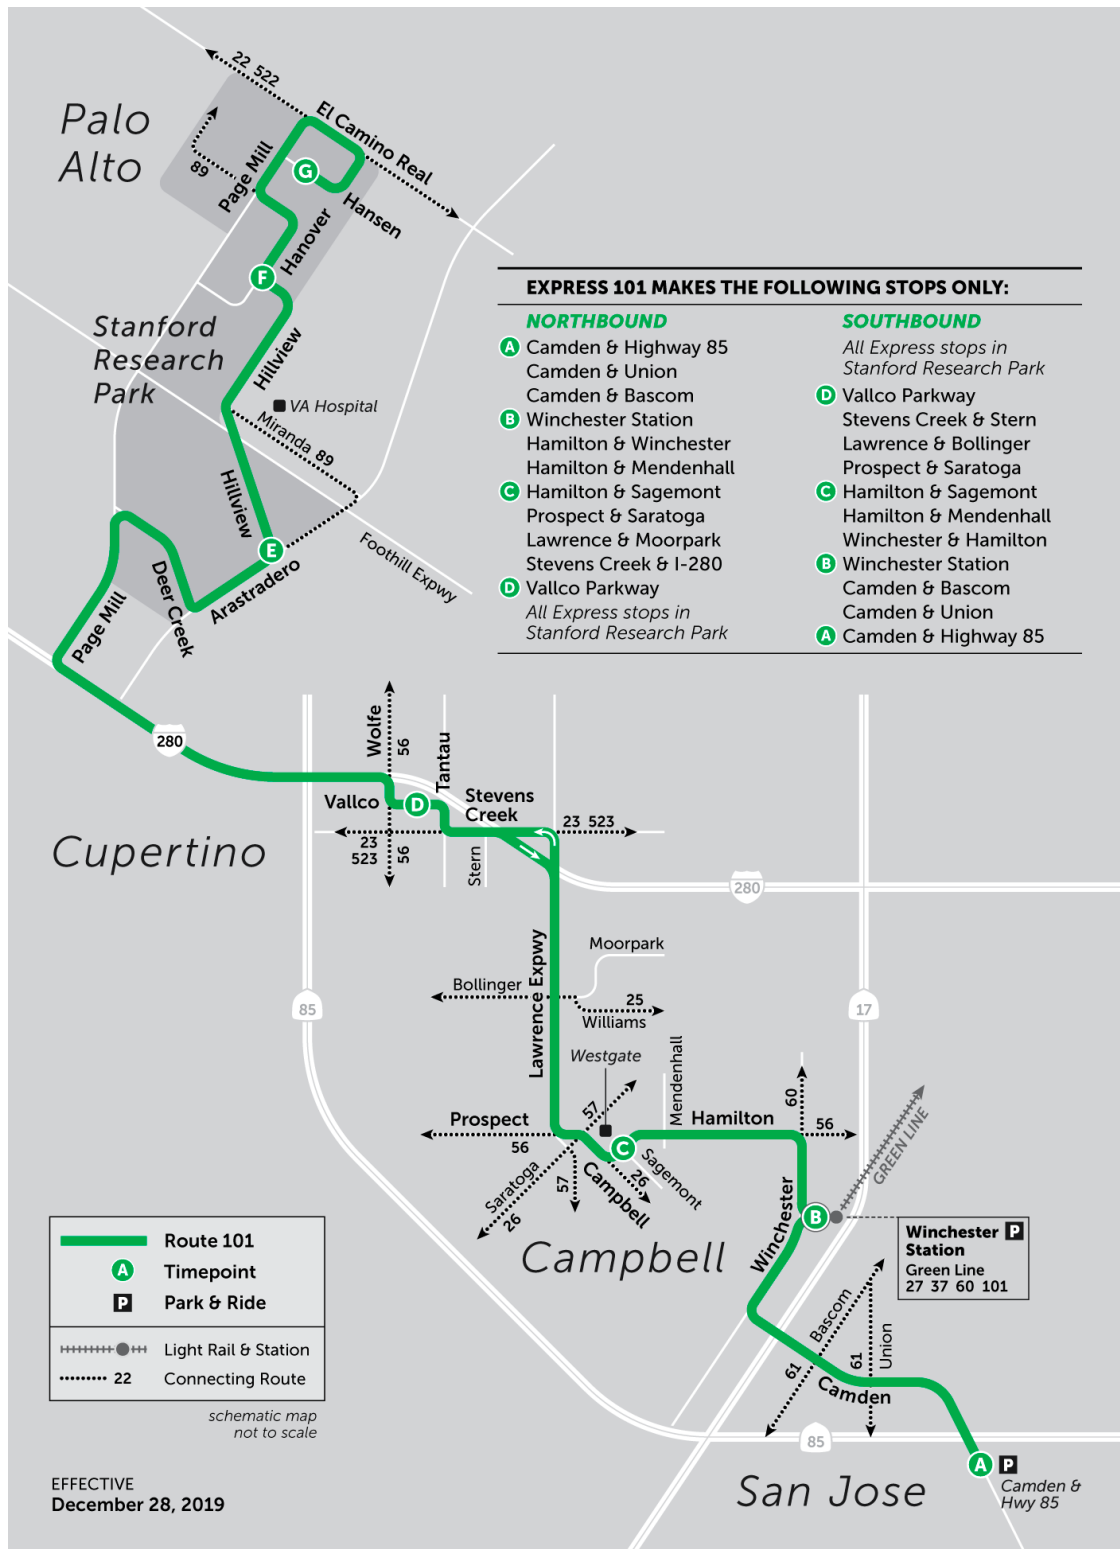 Palo
Alto
22 522
El Camino Real
89
Page Mill
G
Hansen
Hanover
F
Stanford
Research
Park
Hillview
VA Hospital
Miranda 89
Hillview
E
Foothill Expwy
Arastradero
Deer Creek
Page Mill
280
EXPRESS 101 MAKES THE FOLLOWING STOPS ONLY:
NORTHBOUND
A Camden & Highway 85
Camden & Union
Camden & Bascom
B Winchester Station
Hamilton & Winchester
Hamilton & Mendenhall
C Hamilton & Sagemont
Prospect & Saratoga
Lawrence & Moorpark
Stevens Creek & I-280
D Vallco Parkway
All Express stops in
Stanford Research Park
SOUTHBOUND
All Express stops in
Stanford Research Park
D Vallco Parkway
Stevens Creek & Stern
Lawrence & Bollinger
Prospect & Saratoga
C Hamilton & Sagemont
Hamilton & Mendenhall
Winchester & Hamilton
B Winchester Station
Camden & Bascom
Camden & Union
A Camden & Highway 85
Wolfe
56
Tantau
Vallco
D
Stevens
Creek
23
523
56
Stern
23 523
Cupertino
280
Moorpark
Bollinger
25
Williams
Lawrence Expwy
85
17
Westgate
Mendenhall
Prospect
56
57
Hamilton
60
56
C
Sagemont
26
Saratoga
26
57
Campbell
GREEN LINE
Campbell
Winchester
B
Winchester P
Station
Green Line
27 37 60 101
Bascom
61
Union
61
Camden
85
A P
Camden &
Hwy 85
San Jose
Route 101
A Timepoint
P Park & Ride
Light Rail & Station
22 Connecting Route
schematic map
not to scale
EFFECTIVE
December 28, 2019